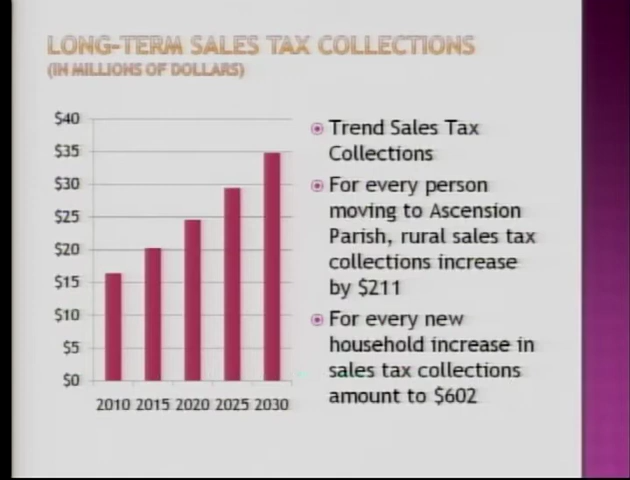 LONG-TERM SALES TAX COLLECTIONS
(IN MILLIONS OF DOLLARS)
$40
$35
$30
$25
$20
$15
$10
$5
$0
2010 2015 2020 2025 2030
Trend Sales Tax
Collections
For every person
moving to Ascension
Parish, rural sales tax
collections increase
by $211
For every new
household increase in
sales tax collections
amount to $602